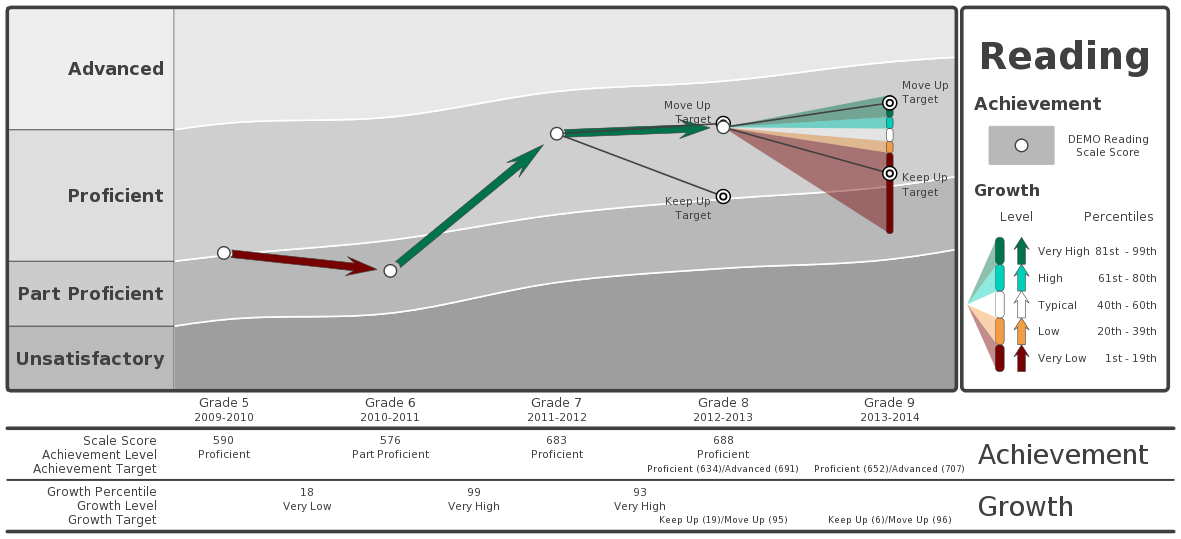 Advanced
Proficient
Part Proficient
Unsatisfactory
Move Up
Target
Keep Up
Target
Move Up
Target
Keep Up
Target
Reading
Achievement
DEMO Reading
Scale Score
Growth
Level Percentiles
Very High 81st - 99th
High 61st - 80th
Typical 40th - 60th
Low 20th - 39th
Very Low 1st - 19th
Grade 5 Grade 6 Grade 7 Grade 8 Grade 9
2009-2010 2010-2011 2011-2012 2012-2013 2013-2014
Scale Score 590 576 683 688
Achievement Level Proficient Part Proficient Proficient Proficient
Achievement Target Proficient (634)/Advanced (691) Proficient (652)/Advanced (707)
Achievement
Growth Percentile 18 99 93
Growth Level Very Low Very High Very High
Growth Target Keep Up (19)/Move Up (95) Keep Up (6)/Move Up (96)
Growth